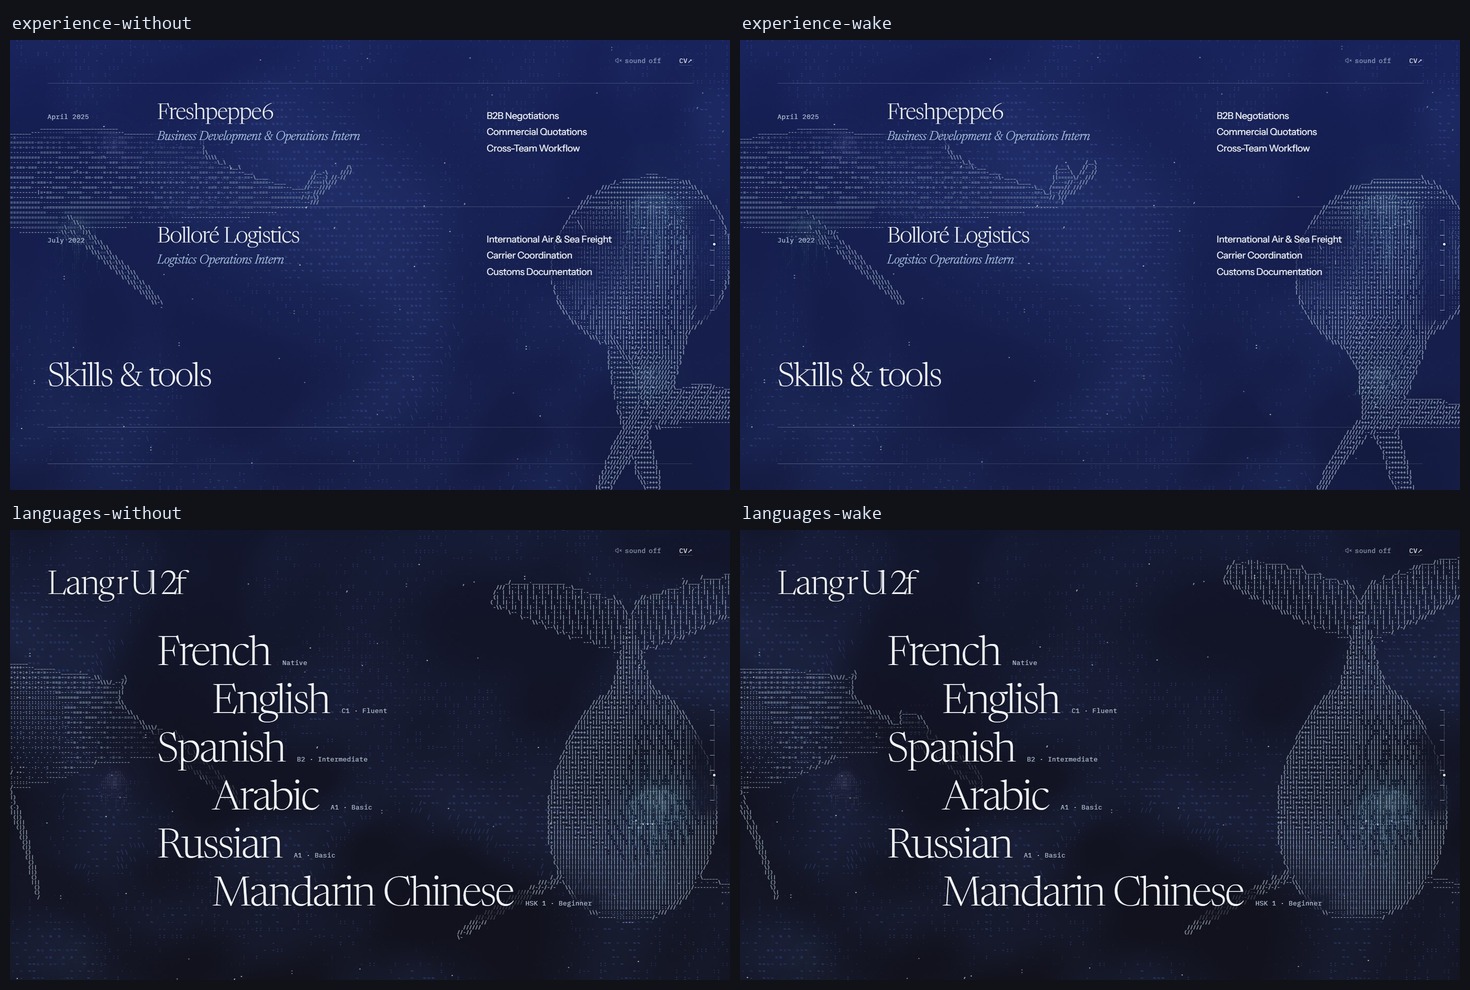 experience-without
sound off CV↗
April 2025
Freshpeppe6
Business Development & Operations Intern
B2B Negotiations
Commercial Quotations
Cross-Team Workflow
July 2022
Bolloré Logistics
Logistics Operations Intern
International Air & Sea Freight
Carrier Coordination
Customs Documentation
Skills & tools
experience-wake
sound off CV↗
April 2025
Freshpeppe6
Business Development & Operations Intern
B2B Negotiations
Commercial Quotations
Cross-Team Workflow
July 2022
Bolloré Logistics
Logistics Operations Intern
International Air & Sea Freight
Carrier Coordination
Customs Documentation
Skills & tools
languages-without
sound off CV↗
LangrU12f
French Native
English C1 · Fluent
Spanish B2 · Intermediate
Arabic A1 · Basic
Russian A1 · Basic
Mandarin Chinese HSK 1 · Beginner
languages-wake
sound off CV↗
LangrU12f
French Native
English C1 · Fluent
Spanish B2 · Intermediate
Arabic A1 · Basic
Russian A1 · Basic
Mandarin Chinese HSK 1 · Beginner